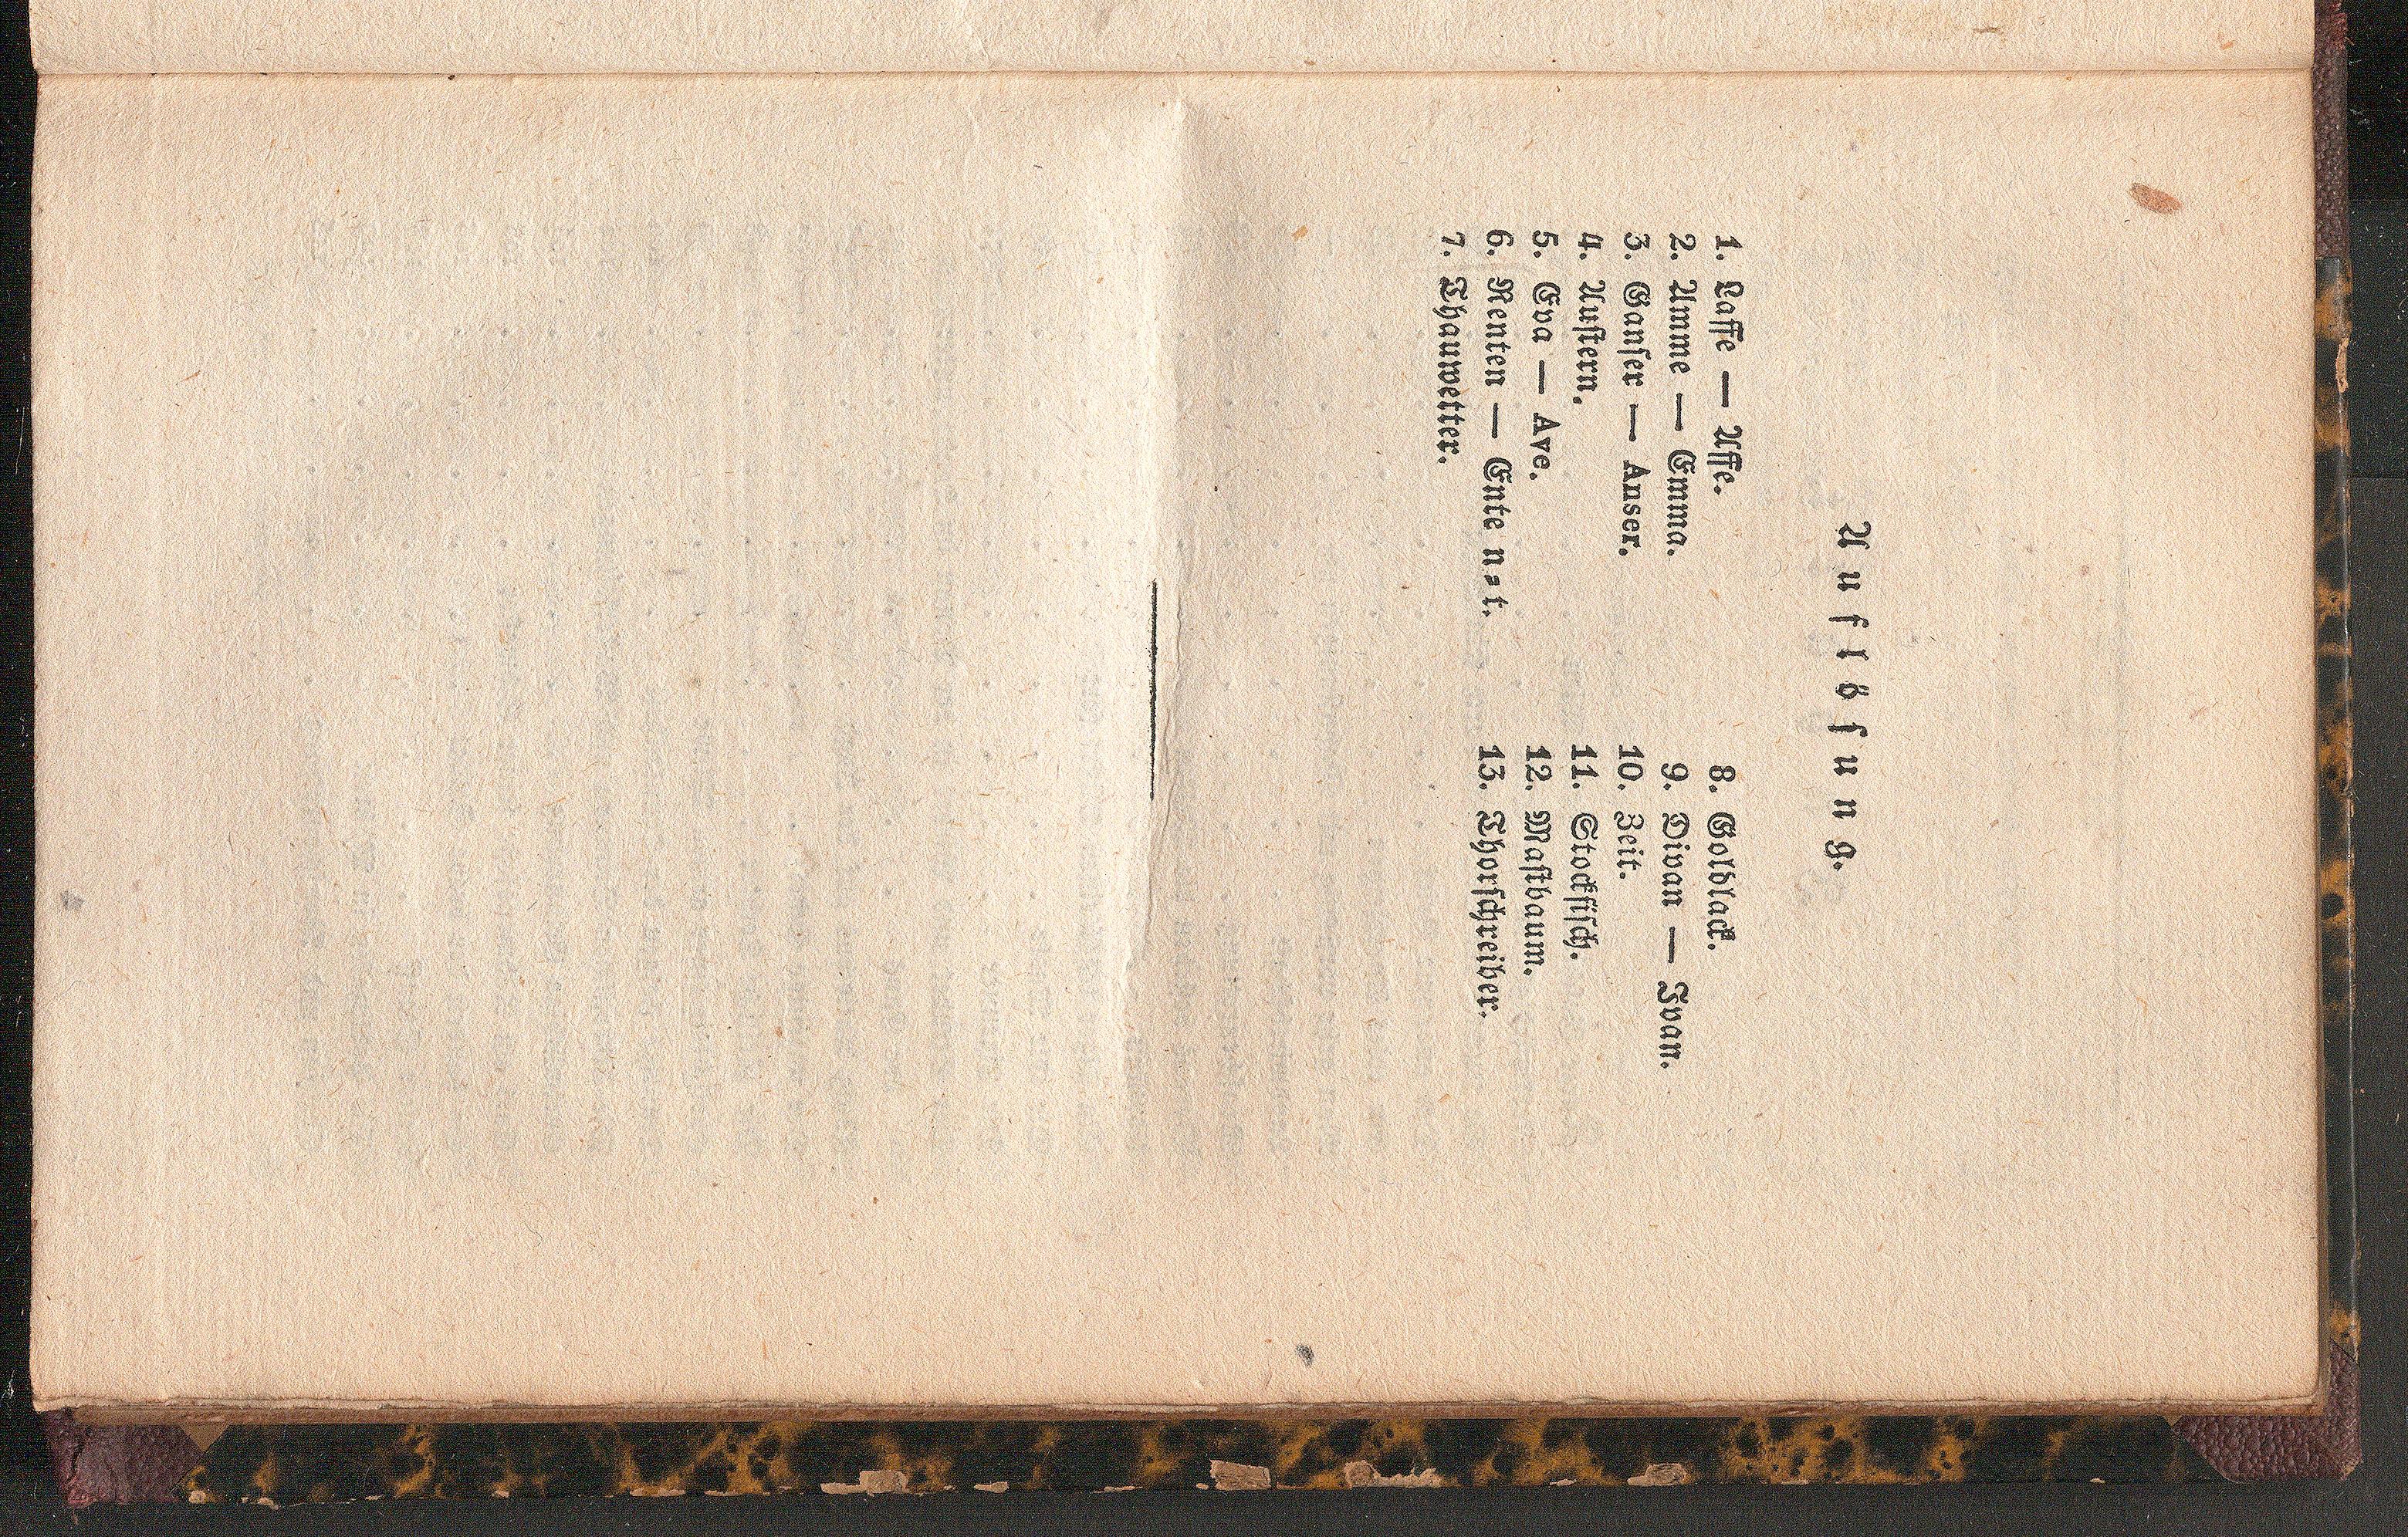 Auflösung.
1. Laffe — Affe.
2. Amme — Emma.
3. Ganser — Anser.
4. Austern.
5. Eva — Ave.
6. Renten — Ente n=t.
7. Thauwetter.
8. Goldlack.
9. Divan — Ivan.
10. Zeit.
11. Stockfisch.
12. Mastbaum.
13. Thorschreiber.